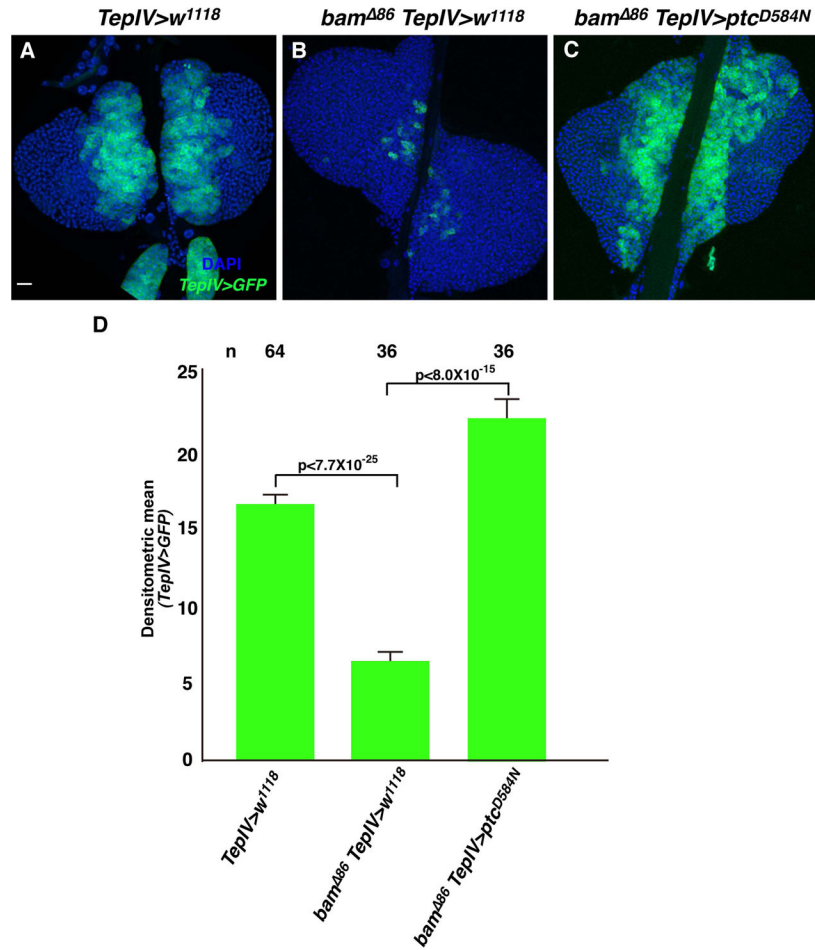 TepIV>w1118 bamΔ86 TepIV>w1118 bamΔ86 TepIV>ptcD584N
A B C
DAPI
TepIV>GFP
D
n 64 36 36
p<8.0X10-15
p<7.7X10-25
Densitometric mean
(TepIV>GFP)
25
20
15
10
5
0
TepIV>w1118
bamΔ86 TepIV>w1118
bamΔ86 TepIV>ptcD584N